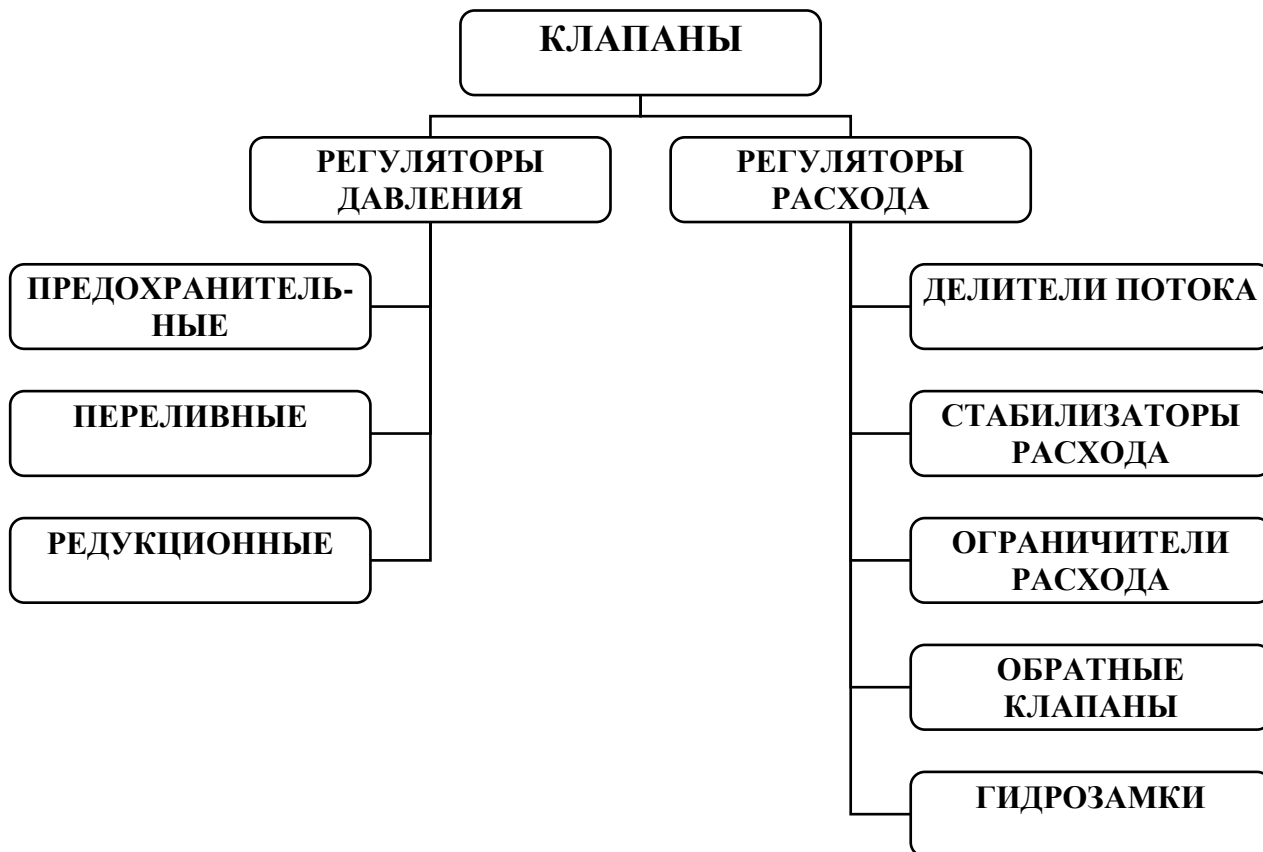 КЛАПАНЫ
РЕГУЛЯТОРЫ
ДАВЛЕНИЯ
ПРЕДОХРАНИТЕЛЬ-
НЫЕ
ПЕРЕЛИВНЫЕ
РЕДУКЦИОННЫЕ
РЕГУЛЯТОРЫ
РАСХОДА
ДЕЛИТЕЛИ ПОТОКА
СТАБИЛИЗАТОРЫ
РАСХОДА
ОГРАНИЧИТЕЛИ
РАСХОДА
ОБРАТНЫЕ
КЛАПАНЫ
ГИДРОЗАМКИ